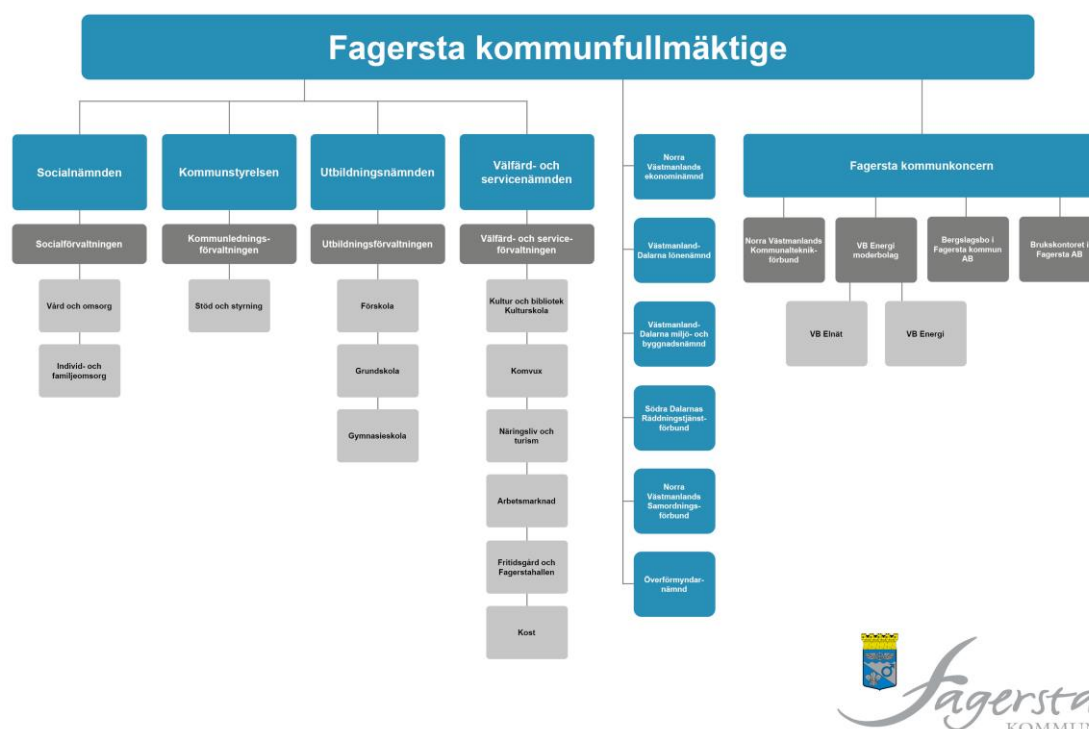 Fagersta kommunfullmäktige
Socialnämnden
Socialförvaltningen
Vård och omsorg
Individ- och
familjeomsorg
Kommunstyrelsen
Kommunlednings-
förvaltningen
Stöd och styrning
Utbildningsnämnden
Utbildningsförvaltningen
Förskola
Grundskola
Gymnasieskola
Välfärd- och
servicenämnden
Välfärd- och service-
förvaltningen
Kultur och bibliotek
Kulturskola
Komvux
Näringsliv och
turism
Arbetsmarknad
Fritidsgård och
Fagerstahallen
Kost
Norra
Västmanlands
ekonominämnd
Västmanland-
Dalarna lönenämnd
Västmanland-
Dalarna miljö- och
byggnadsnämnd
Södra Dalarnas
Räddningstjänst-
förbund
Norra
Västmanlands
Samordnings-
förbund
Överförmyndar-
nämnd
Fagersta kommunkoncern
Norra Västmanlands
Kommunalteknik-
förbund
VB Energi
moderbolag
VB Elnät
VB Energi
Bergslagsbo i
Fagersta kommun
AB
Brukskontoret i
Fagersta AB
Fagersta
KOMMUN